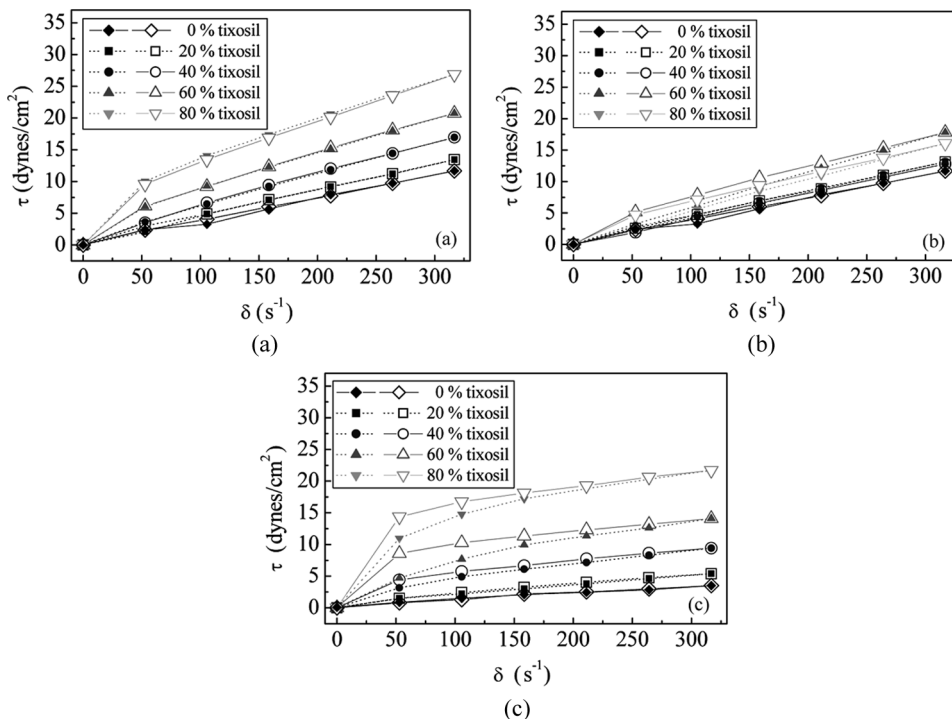 35
30
25
20
15
10
5
0
τ (dynes/cm²)
0 % tixosil
20 % tixosil
40 % tixosil
60 % tixosil
80 % tixosil
(a)
0 50 100 150 200 250 300
δ (s⁻¹)
(a)
35
30
25
20
15
10
5
0
τ (dynes/cm²)
0 % tixosil
20 % tixosil
40 % tixosil
60 % tixosil
80 % tixosil
(b)
0 50 100 150 200 250 300
δ (s⁻¹)
(b)
35
30
25
20
15
10
5
0
τ (dynes/cm²)
0 % tixosil
20 % tixosil
40 % tixosil
60 % tixosil
80 % tixosil
(c)
0 50 100 150 200 250 300
δ (s⁻¹)
(c)